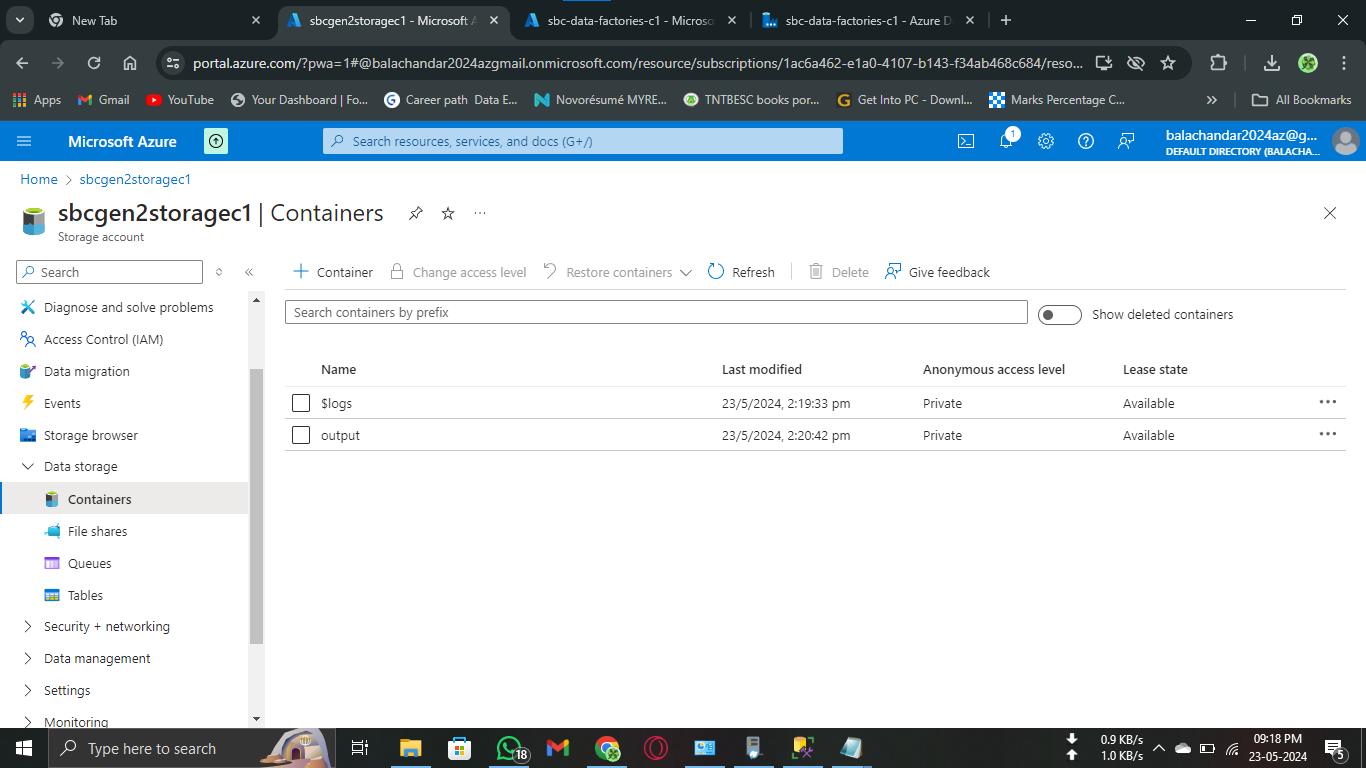 New Tab
sbcgen2storagec1 - Microsoft A
sbc-data-factories-c1 - Microso
sbc-data-factories-c1 - Azure D
portal.azure.com/?pwa=1#@balachandar2024azgmail.onmicrosoft.com/resource/subscriptions/1ac6a462-e1a0-4107-b143-f34ab468c684/reso...
Apps
Gmail
YouTube
Your Dashboard | Fo...
Career path Data E...
Novorésumé MYRE...
TNTBESC books por...
Get Into PC - Downl...
Marks Percentage C...
All Bookmarks
Microsoft Azure
Search resources, services, and docs (G+/)
1
balachandar2024az@g...
DEFAULT DIRECTORY (BALACHA...
Home > sbcgen2storagec1
sbcgen2storagec1 | Containers
Storage account
Search
Container
Change access level
Restore containers
Refresh
Delete
Give feedback
Search containers by prefix
Show deleted containers
Diagnose and solve problems
Access Control (IAM)
Data migration
Events
Storage browser
Data storage
Containers
File shares
Queues
Tables
Security + networking
Data management
Settings
Monitoring
Name Last modified Anonymous access level Lease state
$logs 23/5/2024, 2:19:33 pm Private Available
output 23/5/2024, 2:20:42 pm Private Available
Type here to search
18
0.9 KB/s
1.0 KB/s
09:18 PM
23-05-2024
5